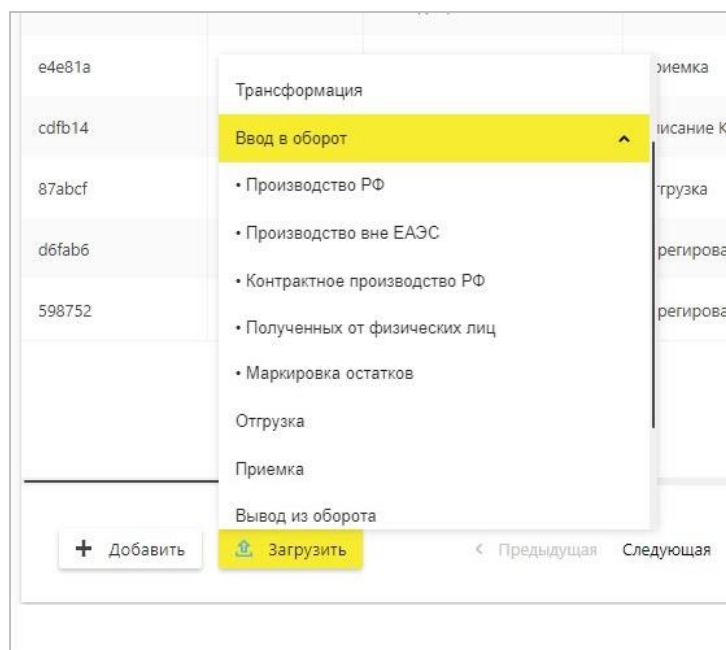 e4e81a
Трансформация
cdfb14
Ввод в оборот
87abcf
• Производство РФ
• Производство вне ЕАЭС
d6fab6
• Контрактное производство РФ
598752
• Полученных от физических лиц
• Маркировка остатков
Отгрузка
Приемка
Вывод из оборота
+ Добавить
Загрузить
< Предыдущая
Следующая